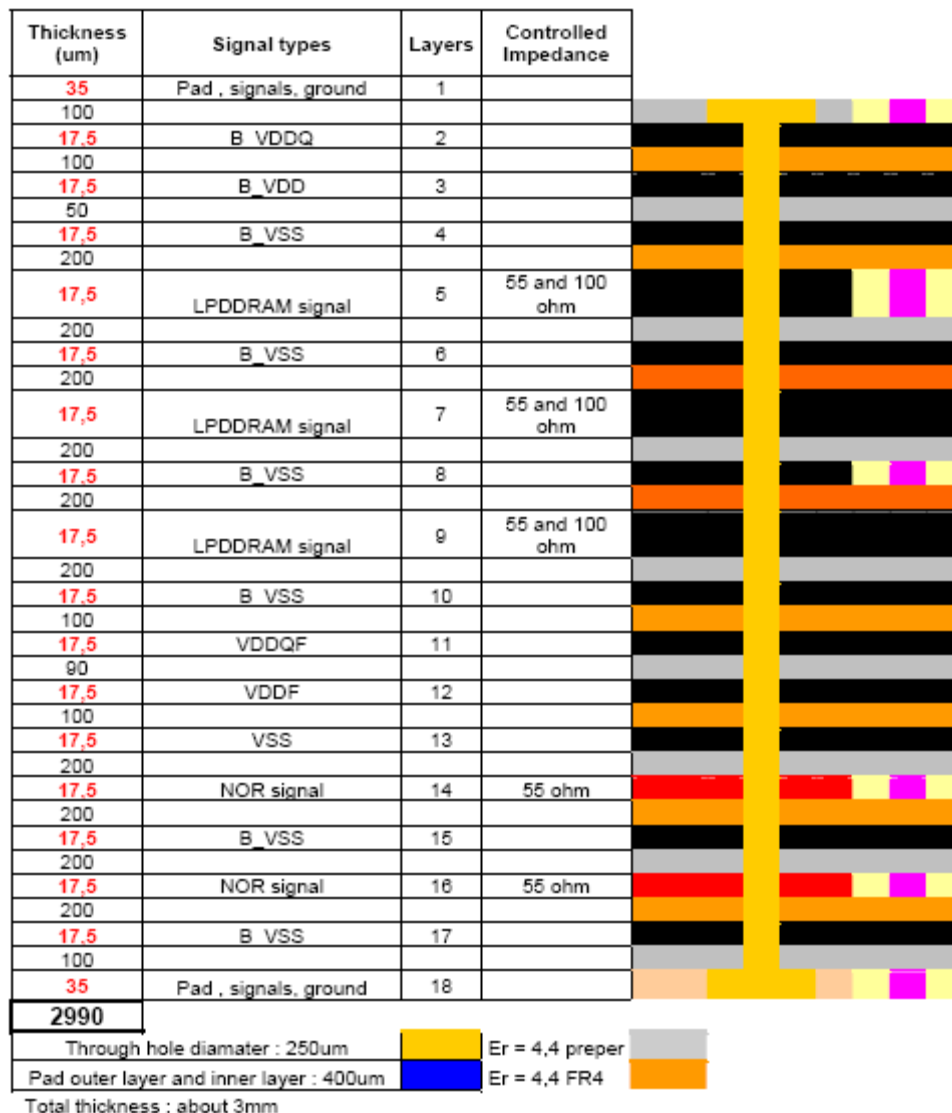 Thickness (um) Signal types Layers Controlled Impedance
35 Pad , signals, ground 1
100
17,5 B_VDDQ 2
100
17,5 B_VDD 3
50
17,5 B_VSS 4
200
17,5 LPDDRAM signal 5 55 and 100 ohm
200
17,5 B_VSS 6
200
17,5 LPDDRAM signal 7 55 and 100 ohm
200
17,5 B_VSS 8
200
17,5 LPDDRAM signal 9 55 and 100 ohm
200
17,5 B_VSS 10
100
17,5 VDDQF 11
90
17,5 VDDF 12
100
17,5 VSS 13
200
17,5 NOR signal 14 55 ohm
200
17,5 B_VSS 15
200
17,5 NOR signal 16 55 ohm
200
17,5 B_VSS 17
100
35 Pad , signals, ground 18
2990
Through hole diamater : 250um Er = 4,4 preper
Pad outer layer and inner layer : 400um Er = 4,4 FR4
Total thickness : about 3mm